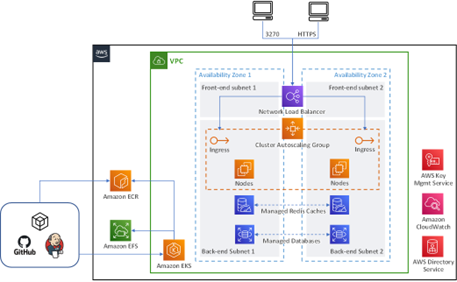 3270
HTTPS
aws
VPC
Availability Zone 1
Availability Zone 2
Front-end subnet 1
Front-end subnet 2
Network Load Balancer
Cluster Autoscaling Group
Ingress
Ingress
Nodes
Nodes
Managed Redis Caches
Managed Databases
Back-end Subnet 1
Back-end Subnet 2
Amazon ECR
Amazon EFS
Amazon EKS
GitHub
AWS Key
Mgmt Service
Amazon
CloudWatch
AWS Directory
Service